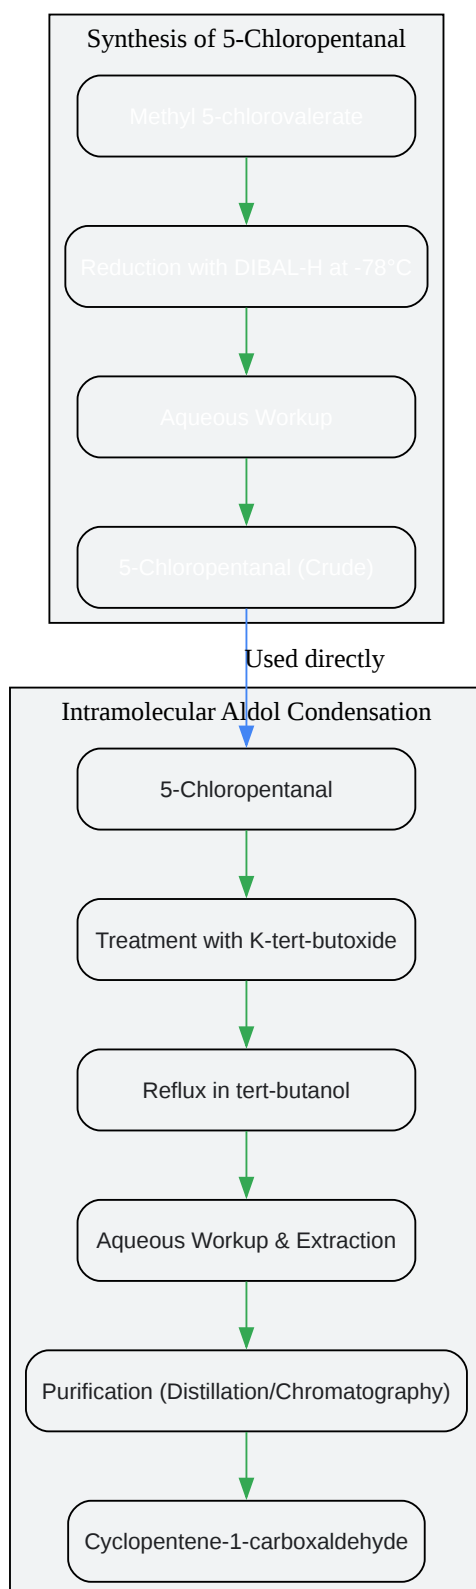 Synthesis of 5-Chloropentanal
Methyl 5-chlorovalerate
Reduction with DIBAL-H at -78°C
Aqueous Workup
5-Chloropentanal (Crude)
Used directly
Intramolecular Aldol Condensation
5-Chloropentanal
Treatment with K-tert-butoxide
Reflux in tert-butanol
Aqueous Workup & Extraction
Purification (Distillation/Chromatography)
Cyclopentene-1-carboxaldehyde